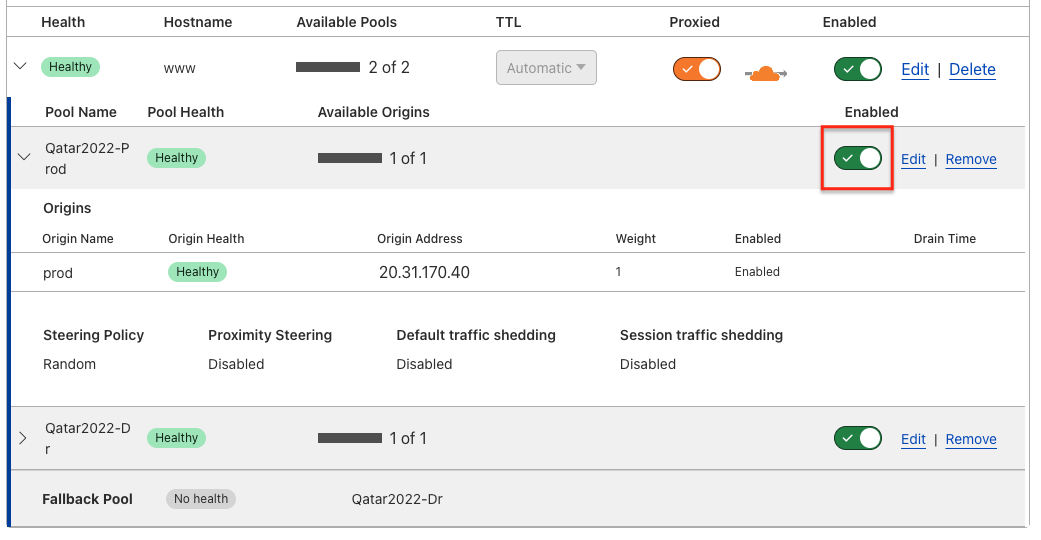 Health Hostname Available Pools TTL Proxied Enabled
Healthy www 2 of 2 Automatic Edit | Delete
Pool Name Pool Health Available Origins Enabled
Qatar2022-P
rod Healthy 1 of 1 Edit | Remove
Origins
Origin Name Origin Health Origin Address Weight Enabled Drain Time
prod Healthy 20.31.170.40 1 Enabled
Steering Policy Proximity Steering Default traffic shedding Session traffic shedding
Random Disabled Disabled Disabled
Qatar2022-D
r Healthy 1 of 1 Edit | Remove
Fallback Pool No health Qatar2022-Dr